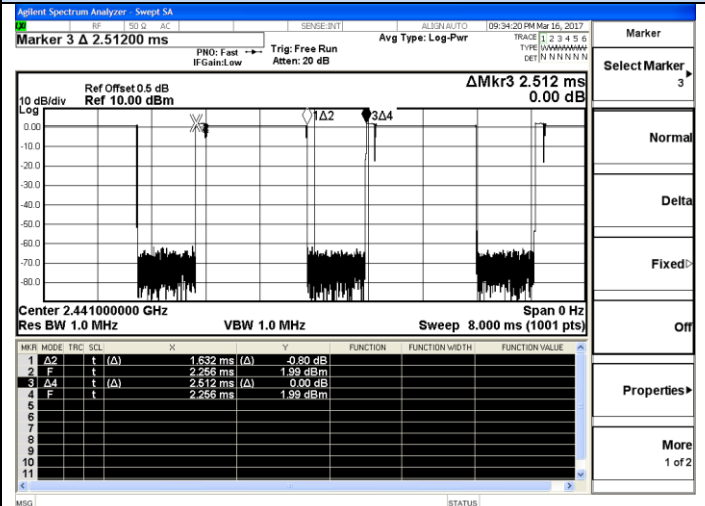 Agilent Spectrum Analyzer - Swept SA
RF 50 Ω AC SENSE:INT ALIGN AUTO 09:34:20 PM Mar 16, 2017
Marker 3 Δ 2.51200 ms
PNO: Fast
IFGain:Low
Trig: Free Run
Atten: 20 dB
Avg Type: Log-Pwr
TRACE 1 2 3 4 5 6
TYPE WWWWWW
DET N N N N N N
Ref Offset 0.5 dB
10 dB/div Ref 10.00 dBm
Log
ΔMkr3 2.512 ms
0.00 dB
1Δ2
3Δ4
0.00
-10.0
-20.0
-30.0
-40.0
-50.0
-60.0
-70.0
-80.0
Center 2.441000000 GHz Span 0 Hz
Res BW 1.0 MHz VBW 1.0 MHz Sweep 8.000 ms (1001 pts)
MKR MODE TRC SCL X Y FUNCTION FUNCTION WIDTH FUNCTION VALUE
1 Δ2 t (Δ) 1.632 ms (Δ) -0.80 dB
2 F t 2.256 ms 1.99 dBm
3 Δ4 t (Δ) 2.512 ms (Δ) 0.00 dB
4 F t 2.256 ms 1.99 dBm
5
6
7
8
9
10
11
MSG STATUS
Marker
Select Marker
3
Normal
Delta
Fixed
Off
Properties
More
1 of 2